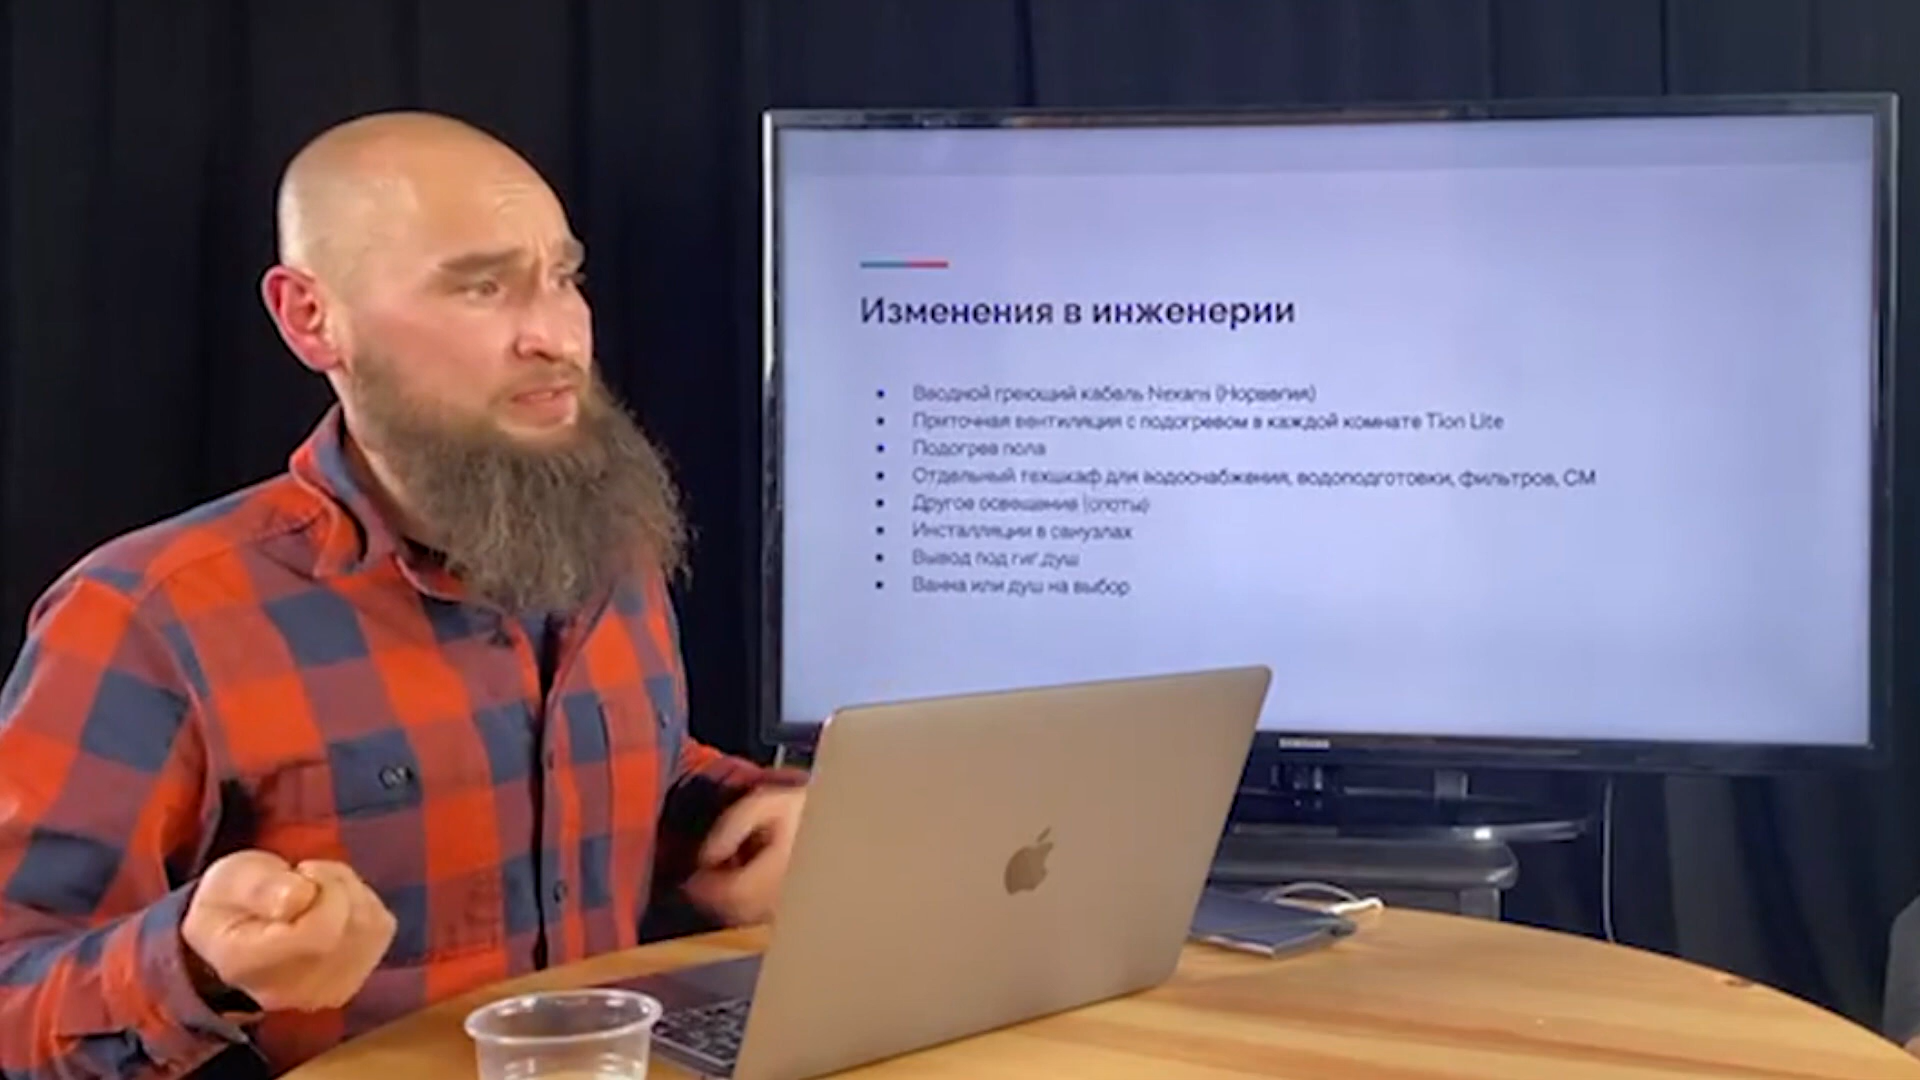 Изменения в инженерии
Вводной греющий кабель Nexans (Норвегия)
Приточная вентиляция с подогревом в каждой комнате Tion Lite
Подогрев пола
Отдельный техшкаф для водоснабжения, водоподготовки, фильтров, СМ
Другое освещение (споты)
Инсталляции в санузлах
Вывод под гиг.душ
Ванна или душ на выбор